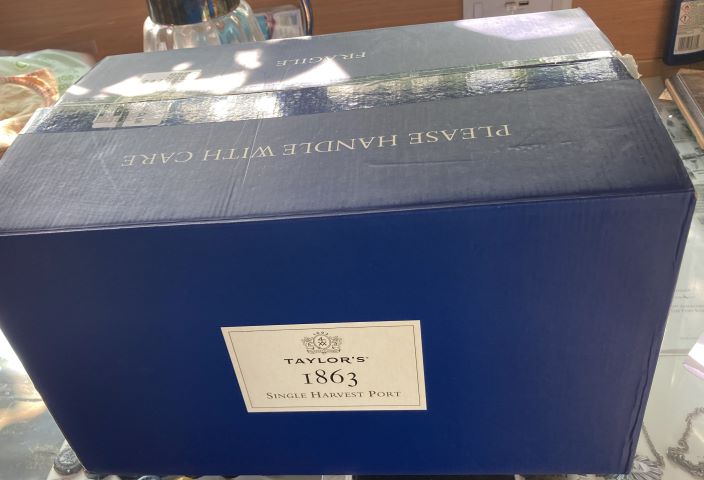 FRAGILE
PLEASE HANDLE WITH CARE
TAYLOR'S
1863
SINGLE HARVEST PORT